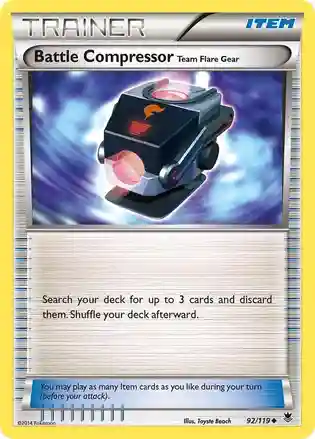 TRAINER
ITEM
Battle Compressor Team Flare Gear
Search your deck for up to 3 cards and discard
them. Shuffle your deck afterward.
You may play as many Item cards as you like during your turn
(before your attack).
©2014 Pokémon
Illus. Toyste Beach
92/119